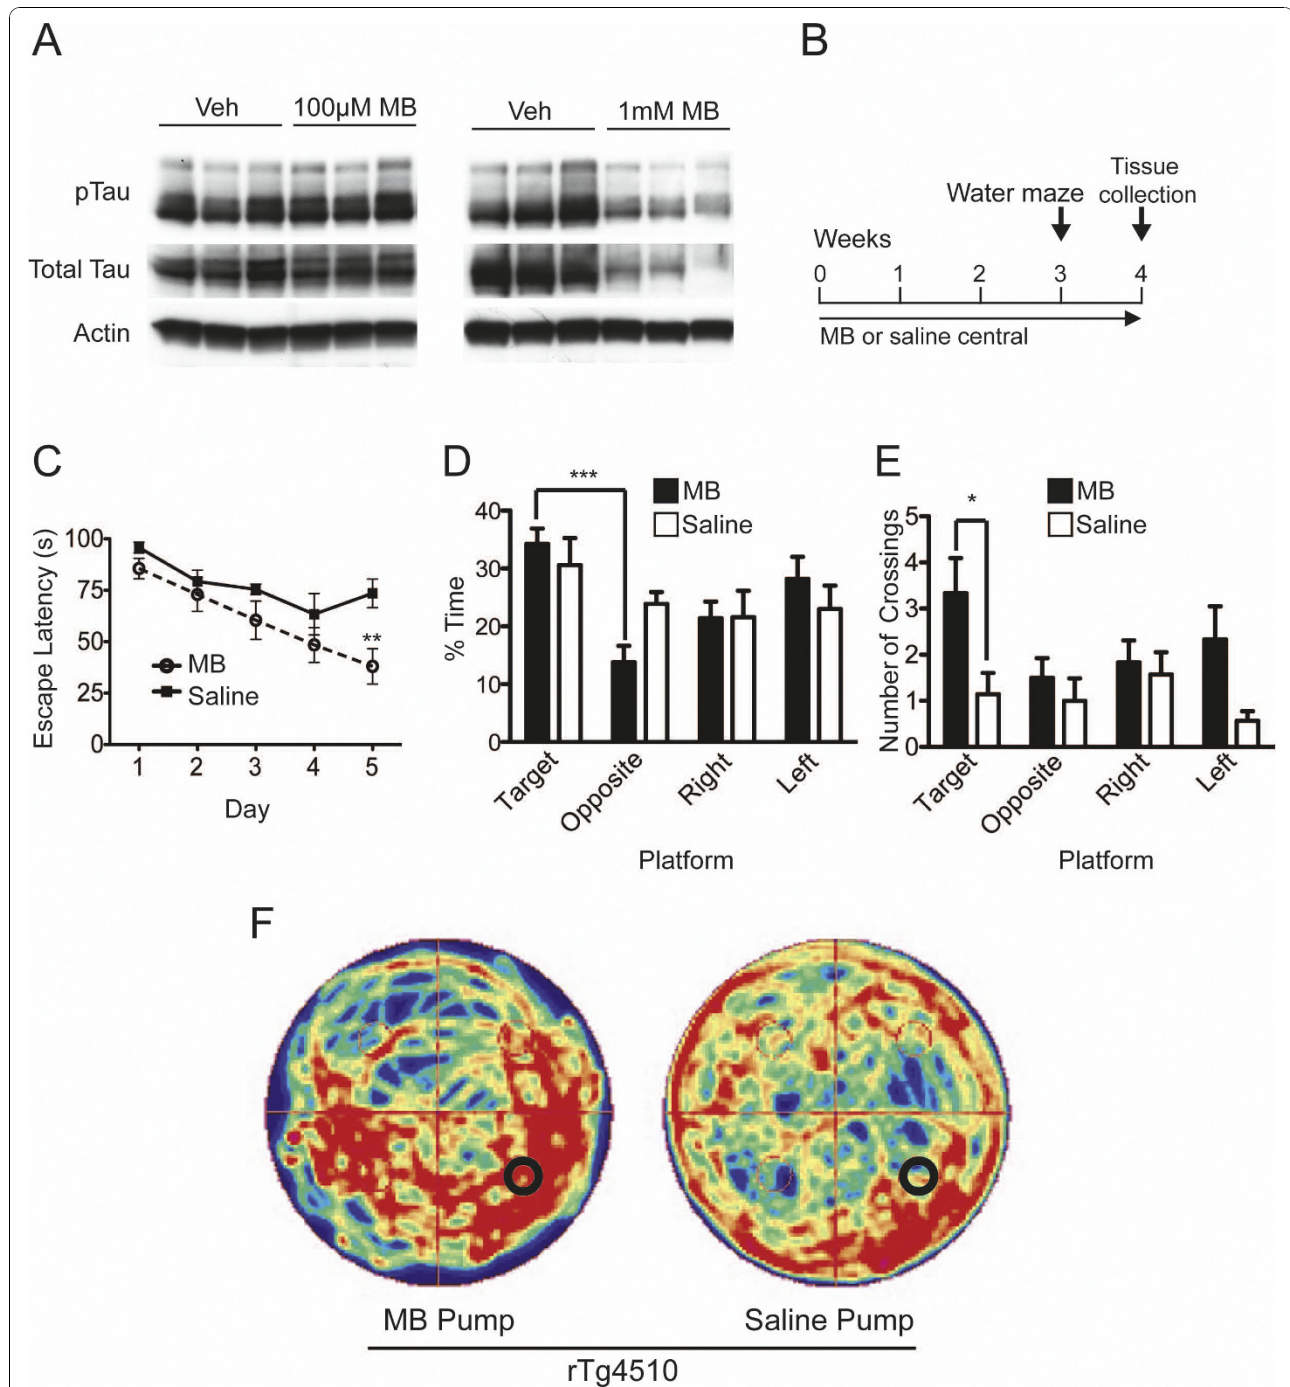 A
Veh
100µM MB
Veh
1mM MB
pTau
Total Tau
Actin
B
Water maze
Tissue
collection
Weeks
0 1 2 3 4
MB or saline central
C
Escape Latency (s)
100
75
50
25
0
**
MB
Saline
1 2 3 4 5
Day
D
***
MB
Saline
% Time
40
30
20
10
0
Target
Opposite
Right
Left
Platform
E
*
MB
Saline
Number of Crossings
5
4
3
2
1
0
Target
Opposite
Right
Left
Platform
F
MB Pump
Saline Pump
rTg4510